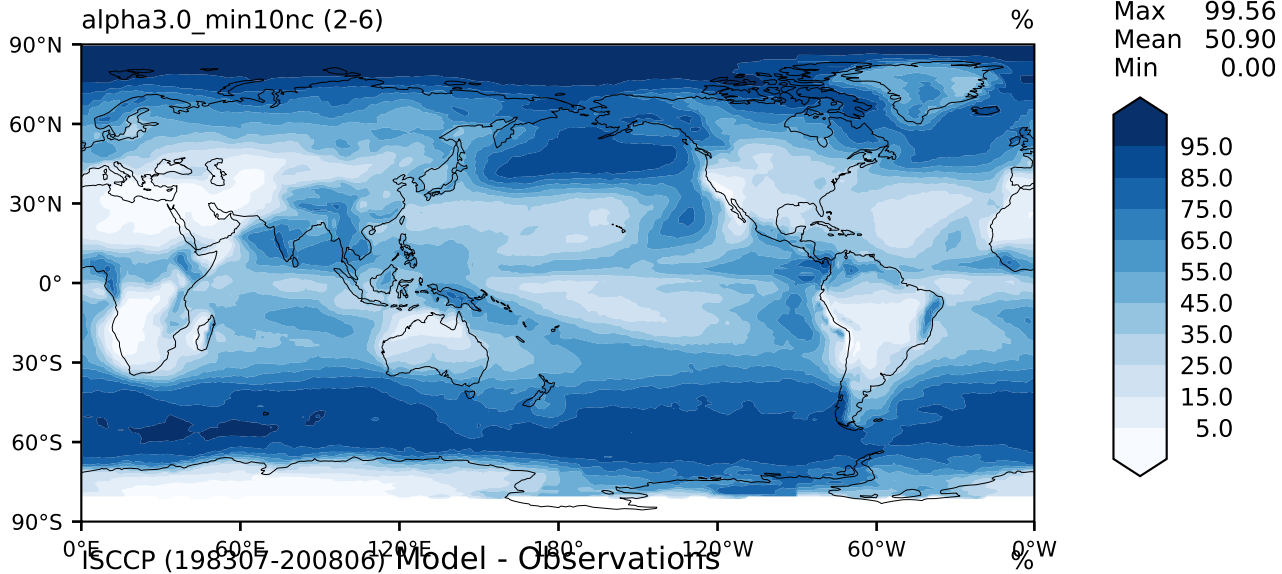 alpha3.0_min10nc (2-6) %
Max 99.56
Mean 50.90
Min 0.00
90°N
60°N
30°N
0°
30°S
60°S
90°S
95.0
85.0
75.0
65.0
55.0
45.0
35.0
25.0
15.0
5.0
0°E 60°E 120°E 180° 120°W 60°W 0°W
ISCCP (198307-200806) Model - Observations %